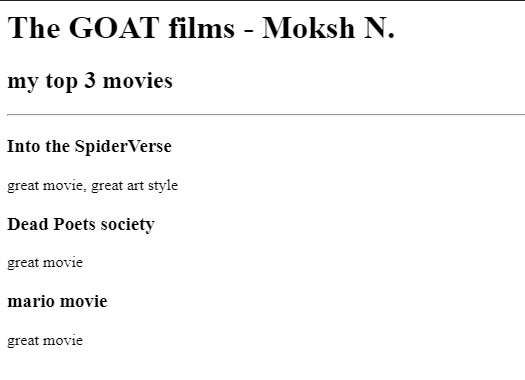 The GOAT films - Moksh N.
my top 3 movies
Into the SpiderVerse
great movie, great art style
Dead Poets society
great movie
mario movie
great movie